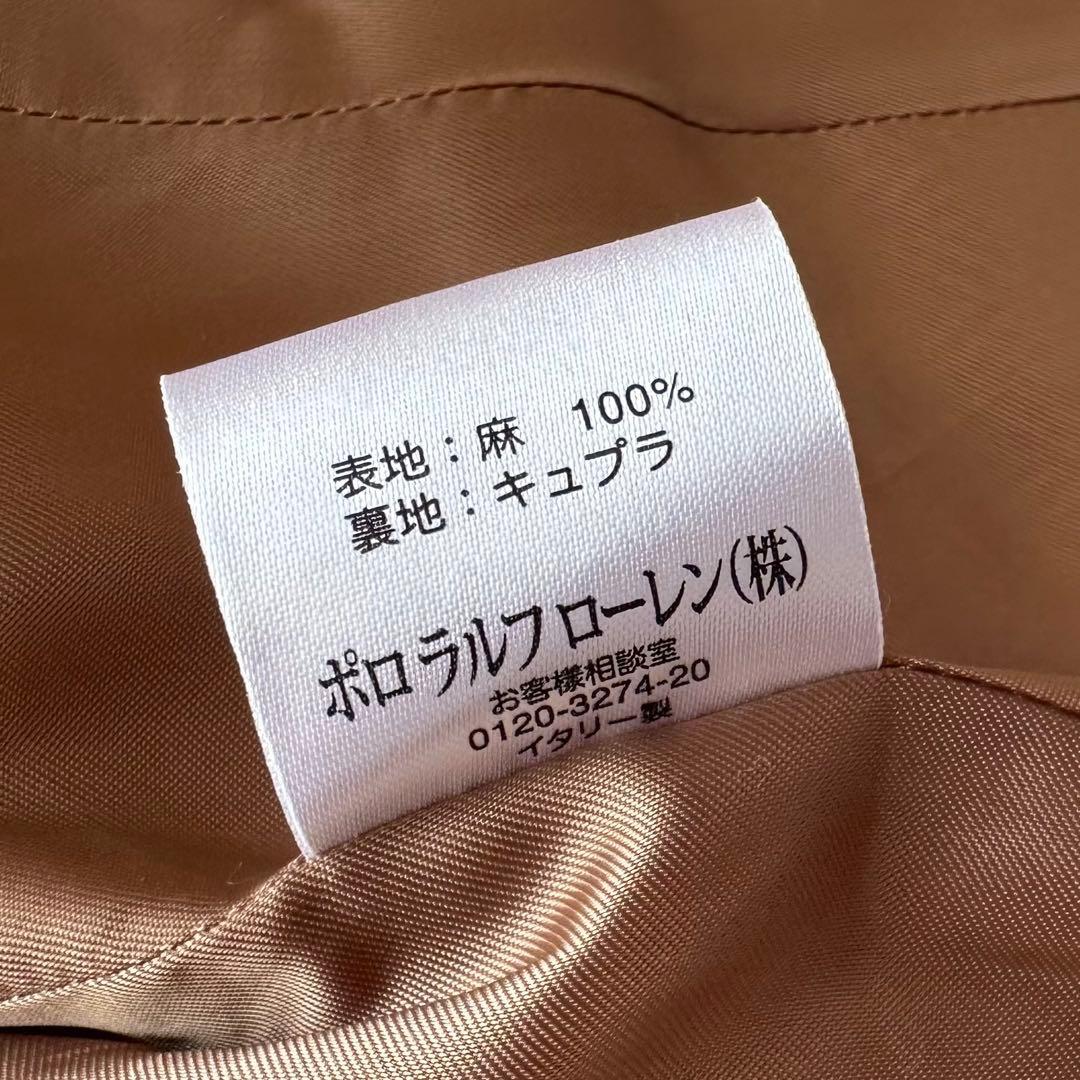 表地：麻　100%
裏地：キュプラ
ポロ ラルフ ローレン(株)
お客様相談室
0120-3274-20
イタリー製